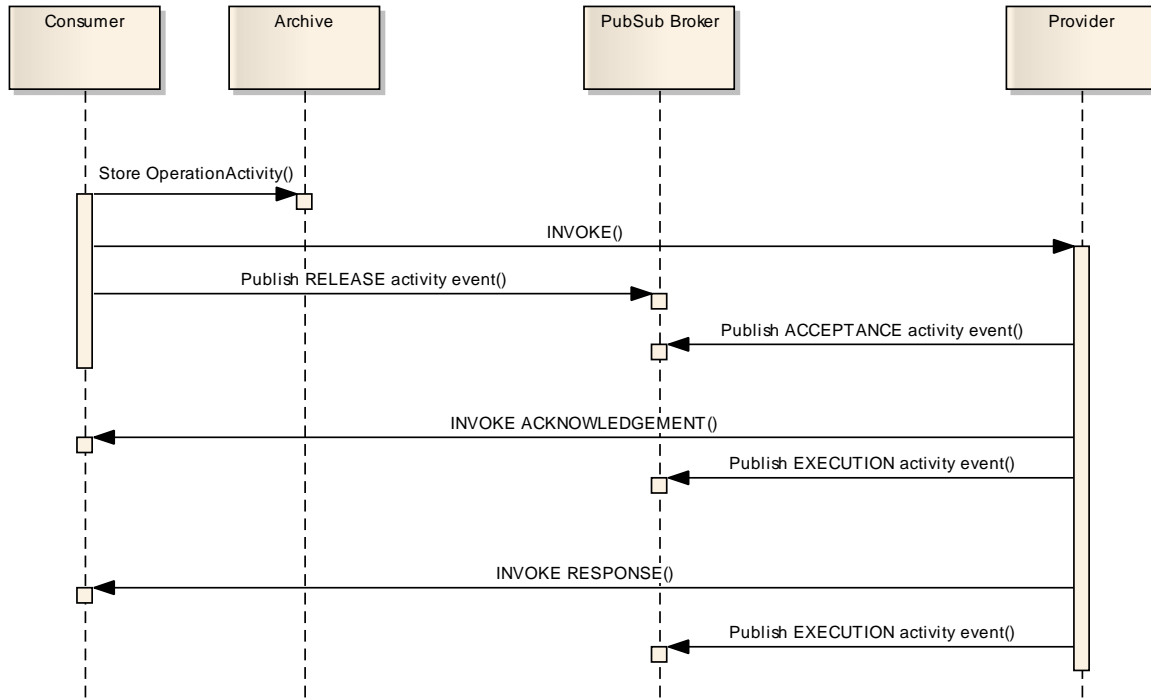 Consumer
Archive
PubSub Broker
Provider
Store OperationActivity()
INVOKE()
Publish RELEASE activity event()
Publish ACCEPTANCE activity event()
INVOKE ACKNOWLEDGEMENT()
Publish EXECUTION activity event()
INVOKE RESPONSE()
Publish EXECUTION activity event()